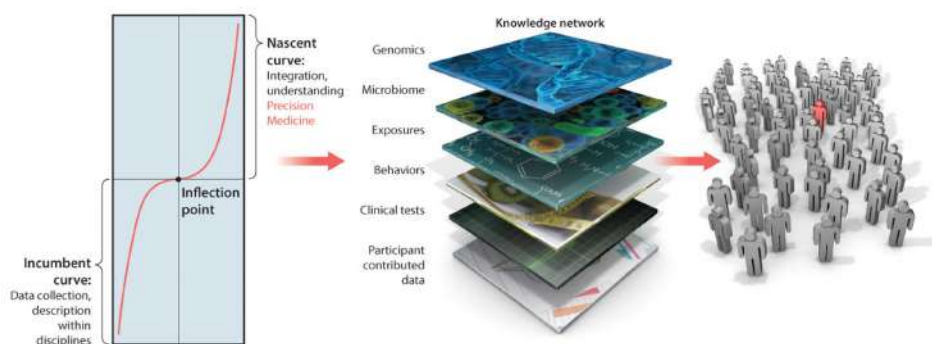 Nascent
curve:
Integration,
understanding
Precision
Medicine
Inflection
point
Incumbent
curve:
Data collection,
description
within
disciplines
Knowledge network
Genomics
Microbiome
Exposures
Behaviors
Clinical tests
Participant
contributed
data